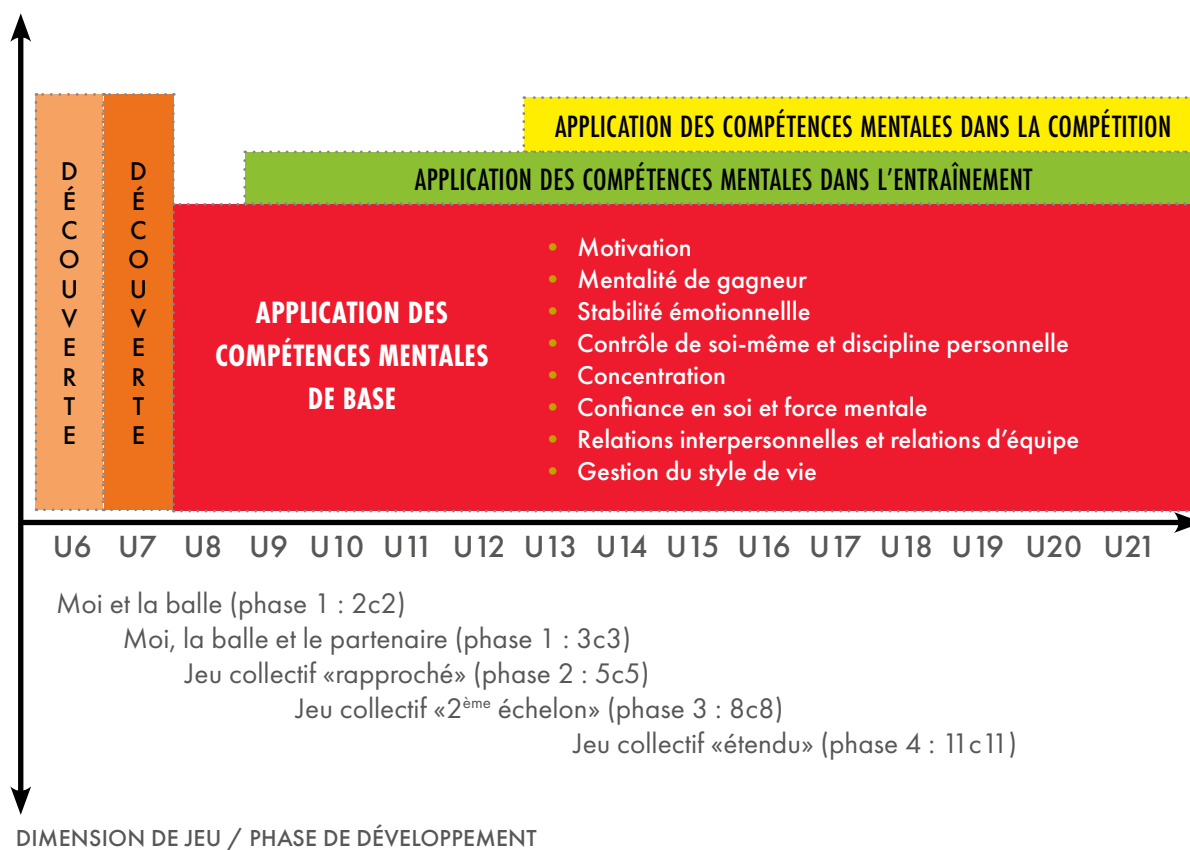 APPLICATION DES COMPÉTENCES MENTALES DANS LA COMPÉTITION
APPLICATION DES COMPÉTENCES MENTALES DANS L'ENTRAÎNEMENT
DÉCOUVERTE
DÉCOUVERTE
APPLICATION DES
COMPÉTENCES MENTALES
DE BASE
• Motivation
• Mentalité de gagneur
• Stabilité émotionnellle
• Contrôle de soi-même et discipline personnelle
• Concentration
• Confiance en soi et force mentale
• Relations interpersonnelles et relations d'équipe
• Gestion du style de vie
U6 U7 U8 U9 U10 U11 U12 U13 U14 U15 U16 U17 U18 U19 U20 U21
Moi et la balle (phase 1 : 2c2)
Moi, la balle et le partenaire (phase 1 : 3c3)
Jeu collectif «rapproché» (phase 2 : 5c5)
Jeu collectif «2ème échelon» (phase 3 : 8c8)
Jeu collectif «étendu» (phase 4 : 11c11)
DIMENSION DE JEU / PHASE DE DÉVELOPPEMENT